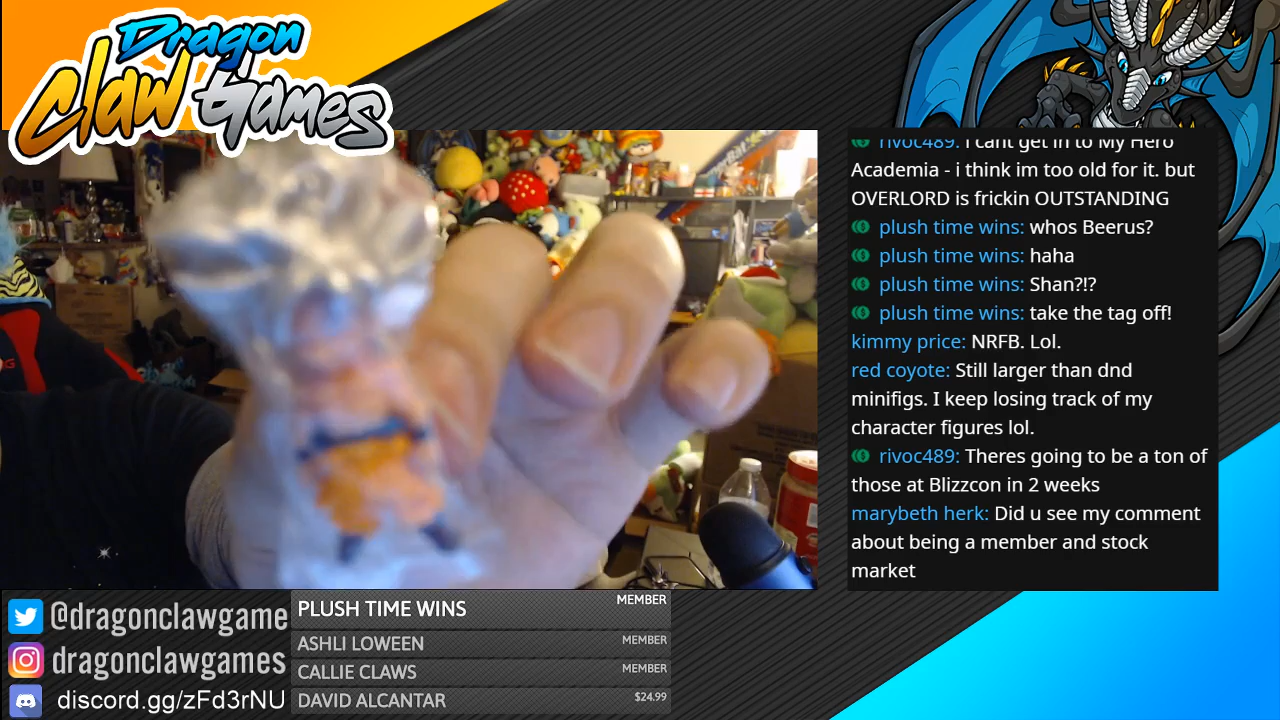 Dragon
Claw Games
rivoc489: i cant get in to My Hero
Academia - i think im too old for it. but
OVERLORD is frickin OUTSTANDING
plush time wins: whos Beerus?
plush time wins: haha
plush time wins: Shan?!?
plush time wins: take the tag off!
kimmy price: NRFB. Lol.
red coyote: Still larger than dnd
minifigs. I keep losing track of my
character figures lol.
rivoc489: Theres going to be a ton of
those at Blizzcon in 2 weeks
marybeth herk: Did u see my comment
about being a member and stock
market
@dragonclawgame
dragonclawgames
discord.gg/zFd3rNU
PLUSH TIME WINS MEMBER
ASHLI LOWEEN MEMBER
CALLIE CLAWS MEMBER
DAVID ALCANTAR $24.99